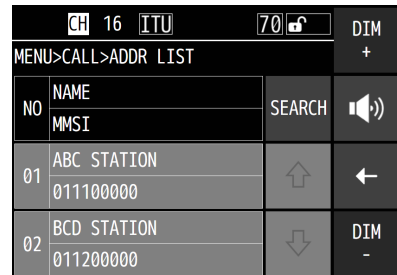 CH 16 ITU 70 DIM
+
MENU>CALL>ADDR LIST
NO NAME SEARCH
MMSI
01 ABC STATION
011100000
02 BCD STATION DIM
011200000 -